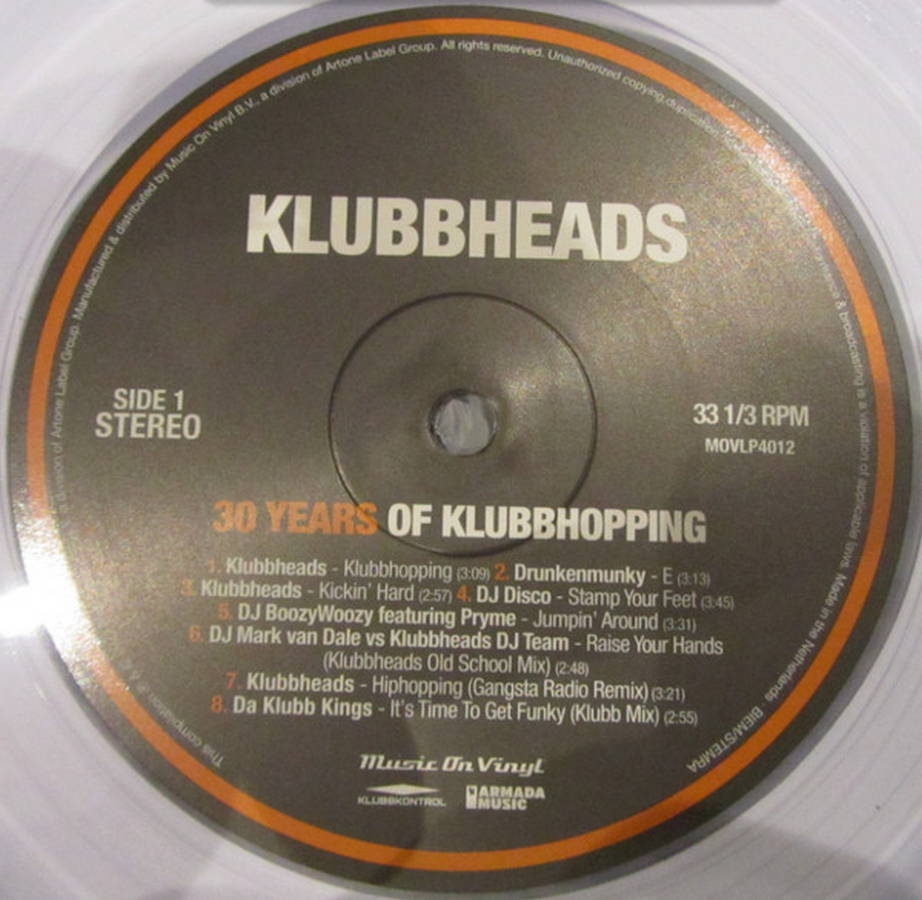 Manufactured & distributed by Music On Vinyl B.V., a division of Artone Label Group. All rights reserved. Unauthorized copying, duplication
& broadcasting is a violation of applicable laws. Made in the Netherlands · BIEM/STEMRA
KLUBBHEADS
SIDE 1
STEREO
33 1/3 RPM
MOVLP4012
30 YEARS OF KLUBBHOPPING
1. Klubbheads - Klubbhopping (3:09) 2. Drunkenmunky - E (3:13)
3. Klubbheads - Kickin' Hard (2:57) 4. DJ Disco - Stamp Your Feet (3:45)
5. DJ BoozyWoozy featuring Pryme - Jumpin' Around (3:31)
6. DJ Mark van Dale vs Klubbheads DJ Team - Raise Your Hands
(Klubbheads Old School Mix) (2:48)
7. Klubbheads - Hiphopping (Gangsta Radio Remix) (3:21)
8. Da Klubb Kings - It's Time To Get Funky (Klubb Mix) (2:55)
Music On Vinyl
KLUBBKONTROL
ARMADA
MUSIC
This compilation
a division of Artone Label Group.